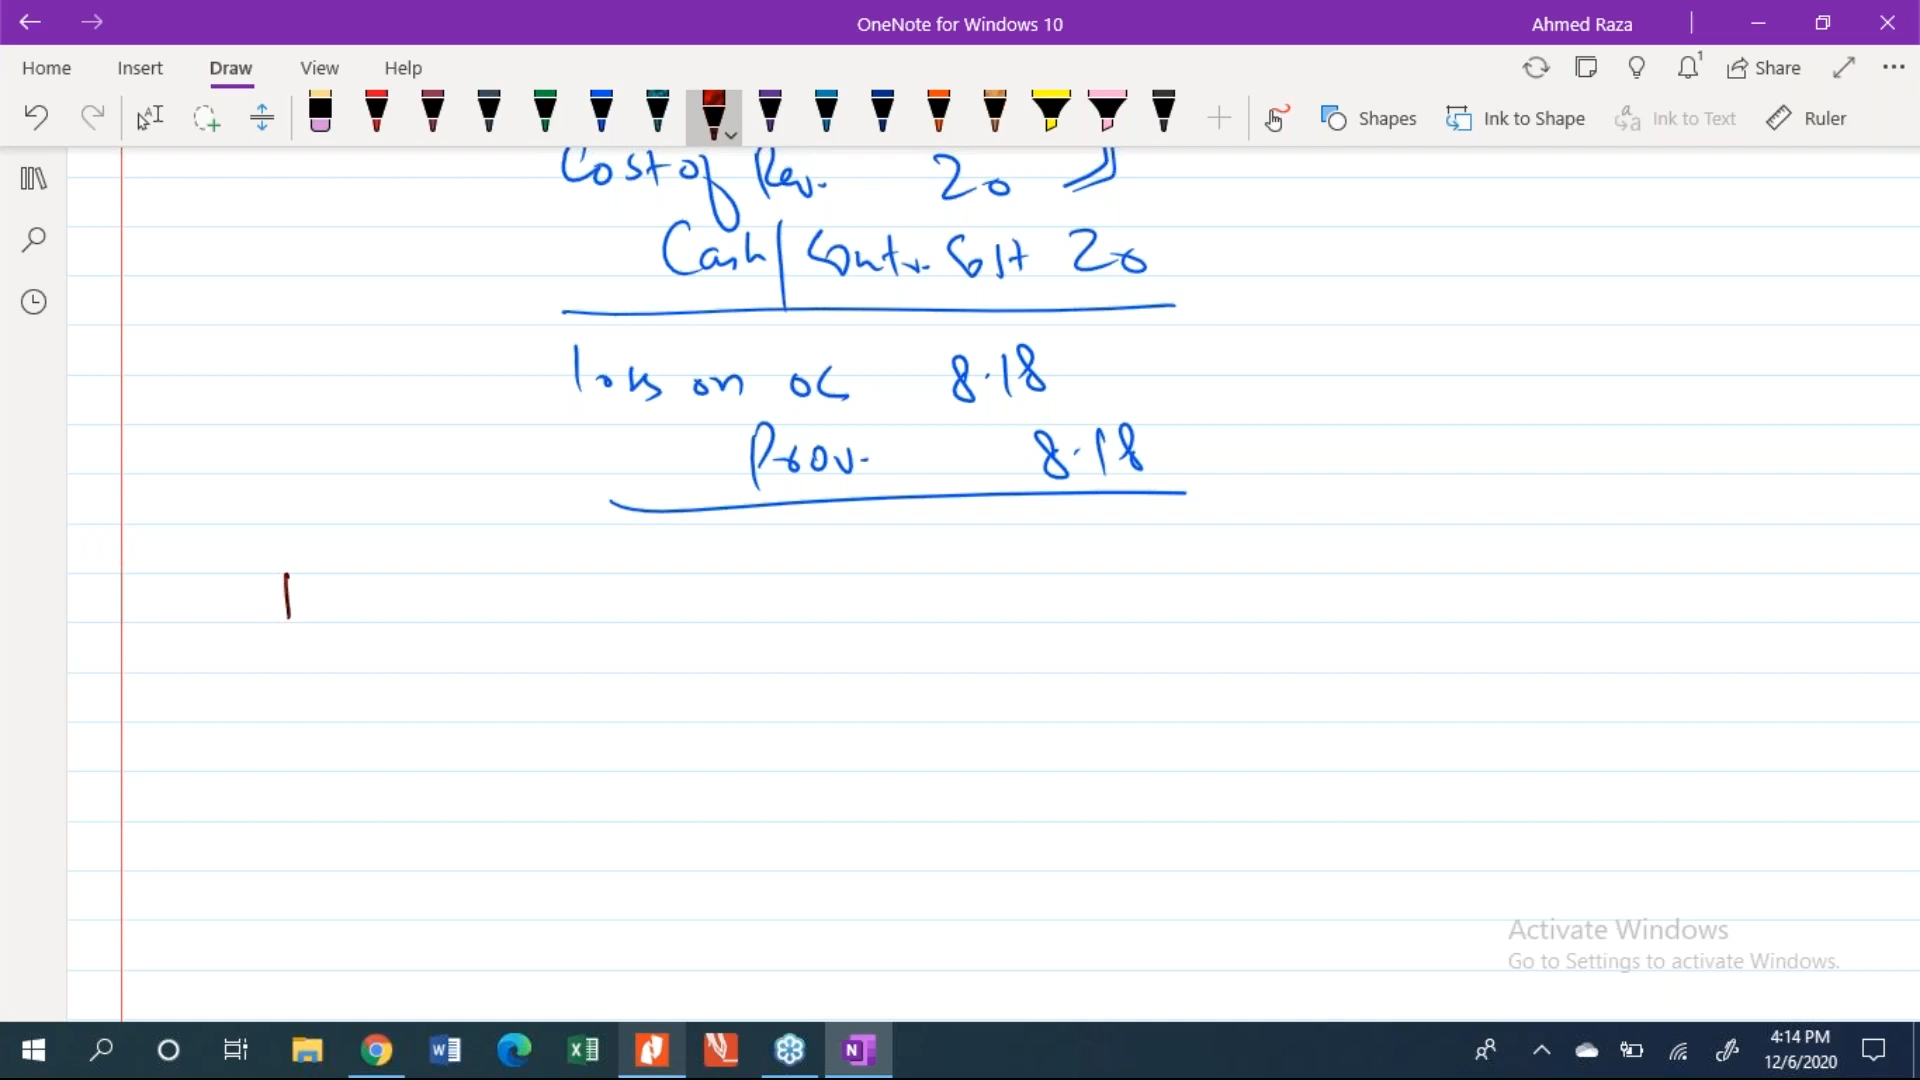 OneNote for Windows 10
Ahmed Raza
Home Insert Draw View Help
1
Share
Shapes Ink to Shape Ink to Text Ruler
Cost of Rev. 20
Cash/Contr. Cost 20
loss on OC 8.18
Prov. 8.18
Activate Windows
Go to Settings to activate Windows.
4:14 PM
12/6/2020